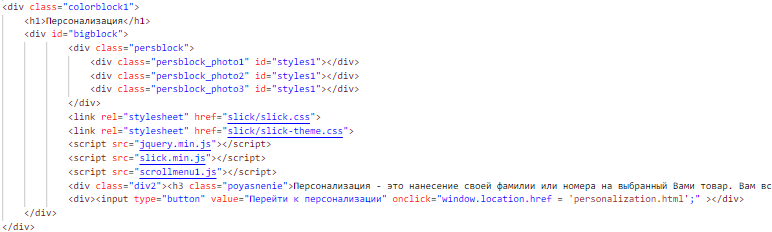 <div class="colorblock1">
<h1>Персонализация</h1>
<div id="bigblock">
<div class="persblock">
<div class="persblock_photo1" id="styles1"></div>
<div class="persblock_photo2" id="styles1"></div>
<div class="persblock_photo3" id="styles1"></div>
</div>
<link rel="stylesheet" href="slick/slick.css">
<link rel="stylesheet" href="slick/slick-theme.css">
<script src="jquery.min.js"></script>
<script src="slick.min.js"></script>
<script src="scrollmenu1.js"></script>
<div class="div2"><h3 class="poyasnenie">Персонализация - это нанесение своей фамилии или номера на выбранный Вами товар. Вам вс
<div><input type="button" value="Перейти к персонализации" onclick="window.location.href = 'personalization.html';" ></div>
</div>
</div>